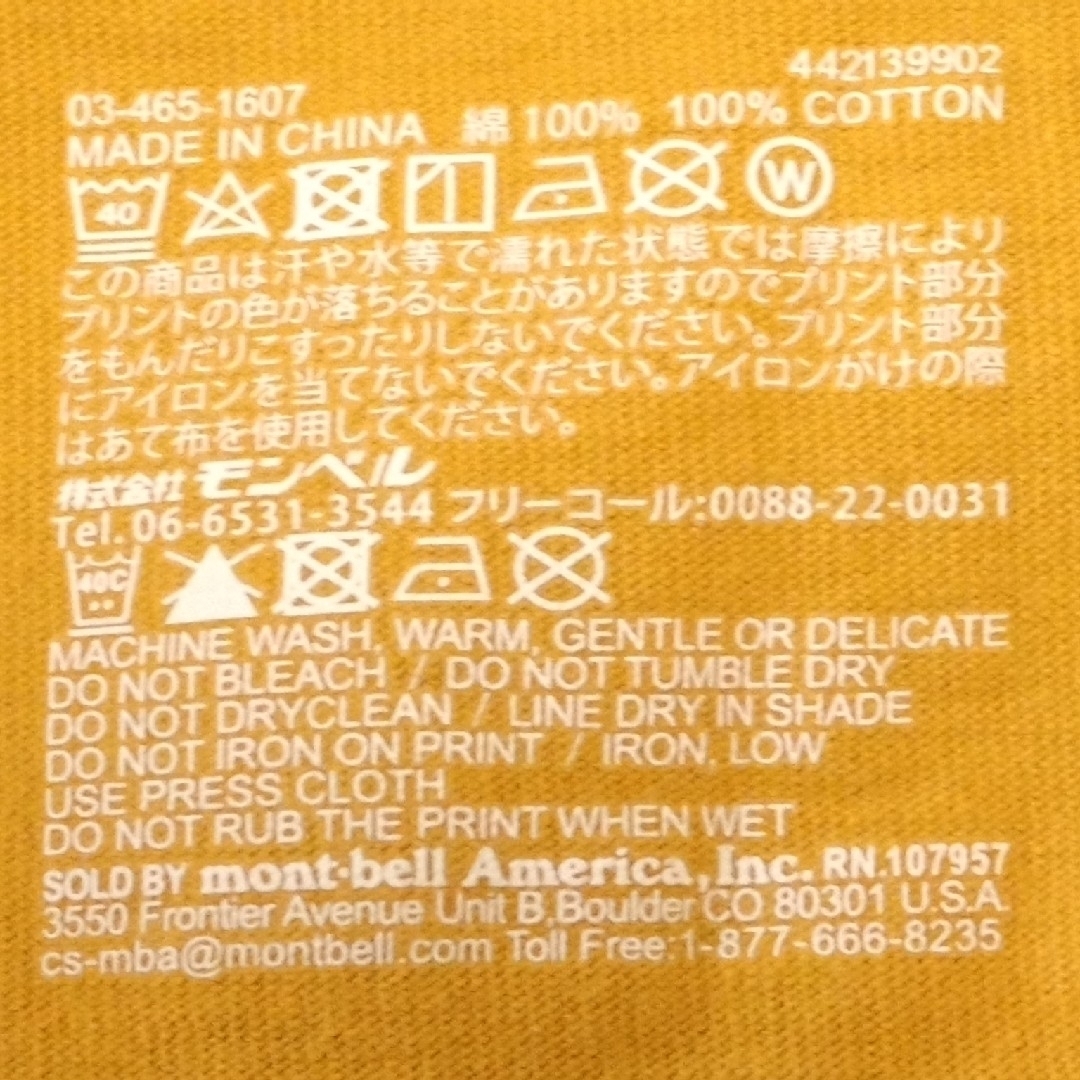 442139902
03-465-1607
MADE IN CHINA 綿 100% 100% COTTON
40 W
この商品は汗や水等で濡れた状態では摩擦により
プリントの色が落ちることがありますのでプリント部分
をもんだりこすったりしないでください。プリント部分
にアイロンを当てないでください。アイロンがけの際
はあて布を使用してください。
株式会社 モンベル
Tel. 06-6531-3544 フリーコール:0088-22-0031
40C
MACHINE WASH, WARM, GENTLE OR DELICATE
DO NOT BLEACH / DO NOT TUMBLE DRY
DO NOT DRYCLEAN / LINE DRY IN SHADE
DO NOT IRON ON PRINT / IRON, LOW
USE PRESS CLOTH
DO NOT RUB THE PRINT WHEN WET
SOLD BY mont·bell America, Inc. RN.107957
3550 Frontier Avenue Unit B,Boulder CO 80301 U.S.A.
cs-mba@montbell.com Toll Free:1-877-666-8235